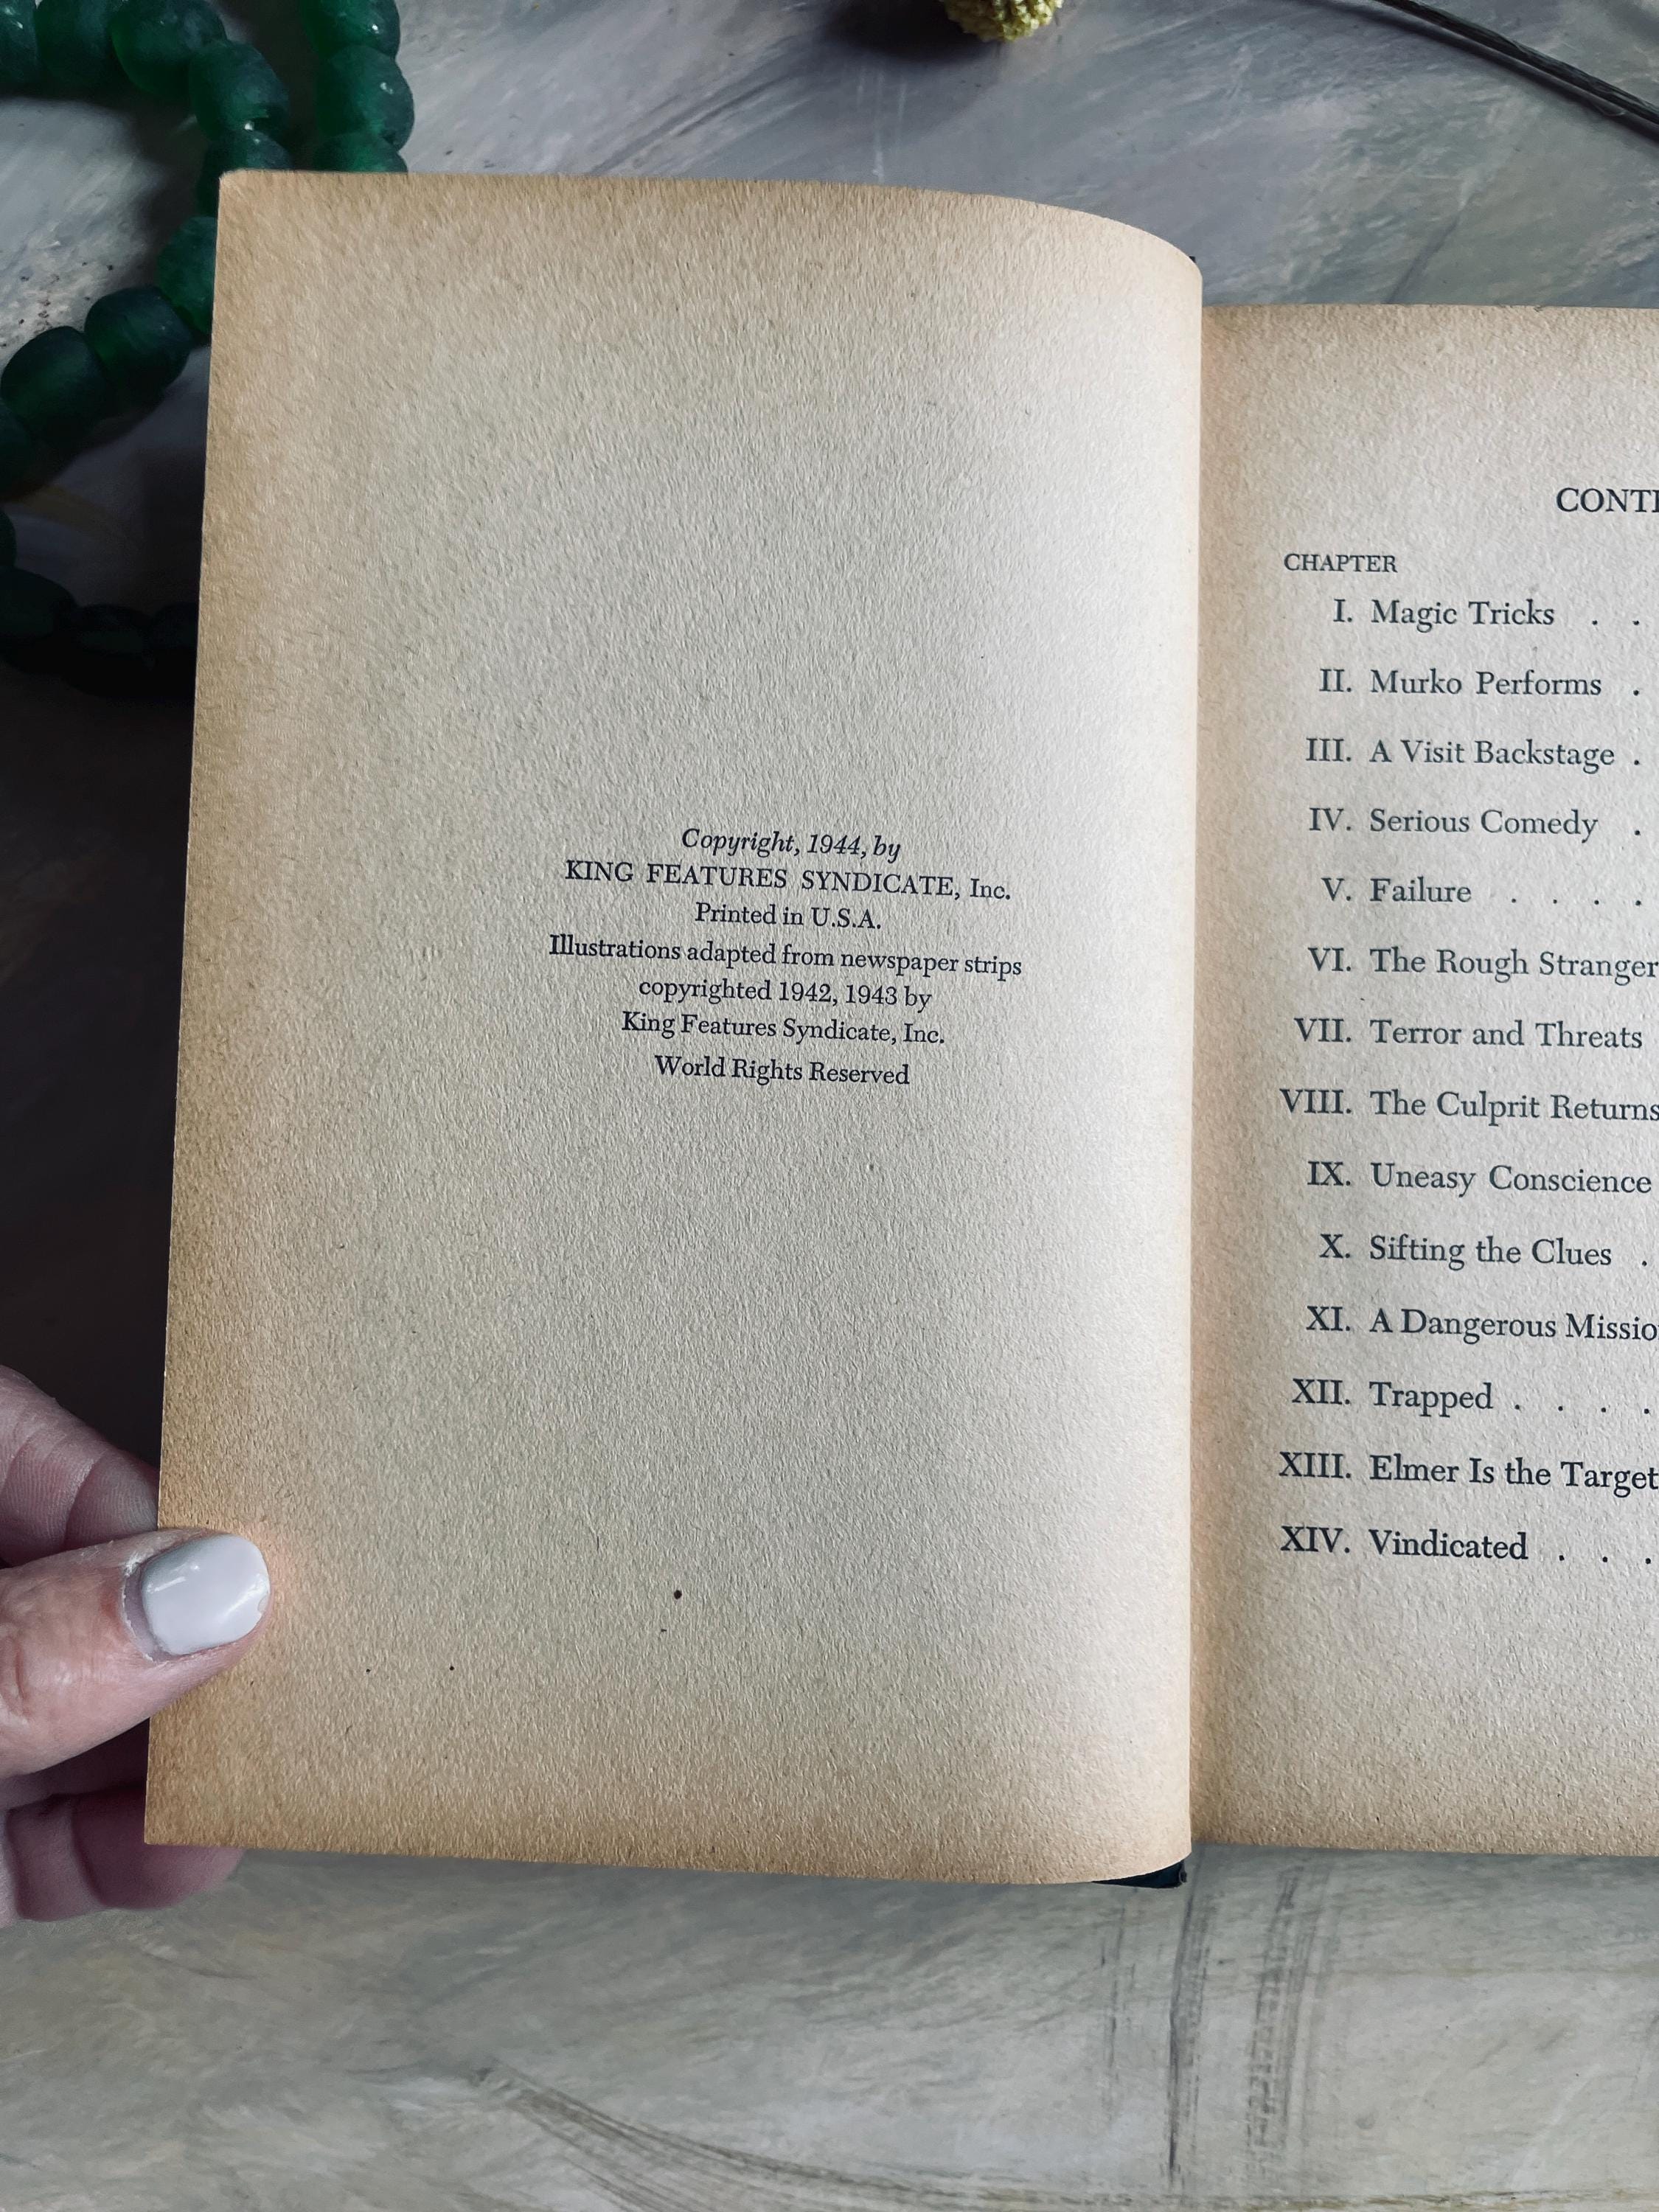 Copyright, 1944, by
KING FEATURES SYNDICATE, Inc.
Printed in U.S.A.
Illustrations adapted from newspaper strips
copyrighted 1942, 1943 by
King Features Syndicate, Inc.
World Rights Reserved
CONTE
CHAPTER
I. Magic Tricks . .
II. Murko Performs .
III. A Visit Backstage .
IV. Serious Comedy .
V. Failure . . . .
VI. The Rough Stranger
VII. Terror and Threats
VIII. The Culprit Returns
IX. Uneasy Conscience
X. Sifting the Clues .
XI. A Dangerous Missio
XII. Trapped . . . .
XIII. Elmer Is the Target
XIV. Vindicated . . .